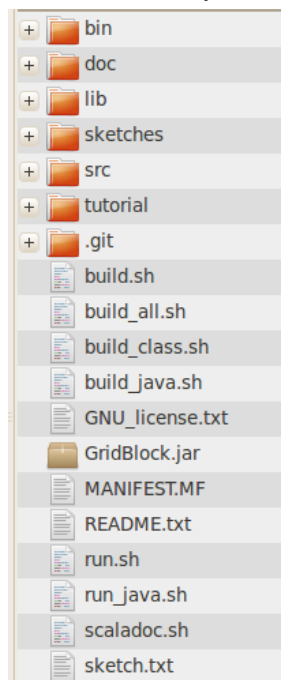 bin
doc
lib
sketches
src
tutorial
.git
build.sh
build_all.sh
build_class.sh
build_java.sh
GNU_license.txt
GridBlock.jar
MANIFEST.MF
README.txt
run.sh
run_java.sh
scaladoc.sh
sketch.txt